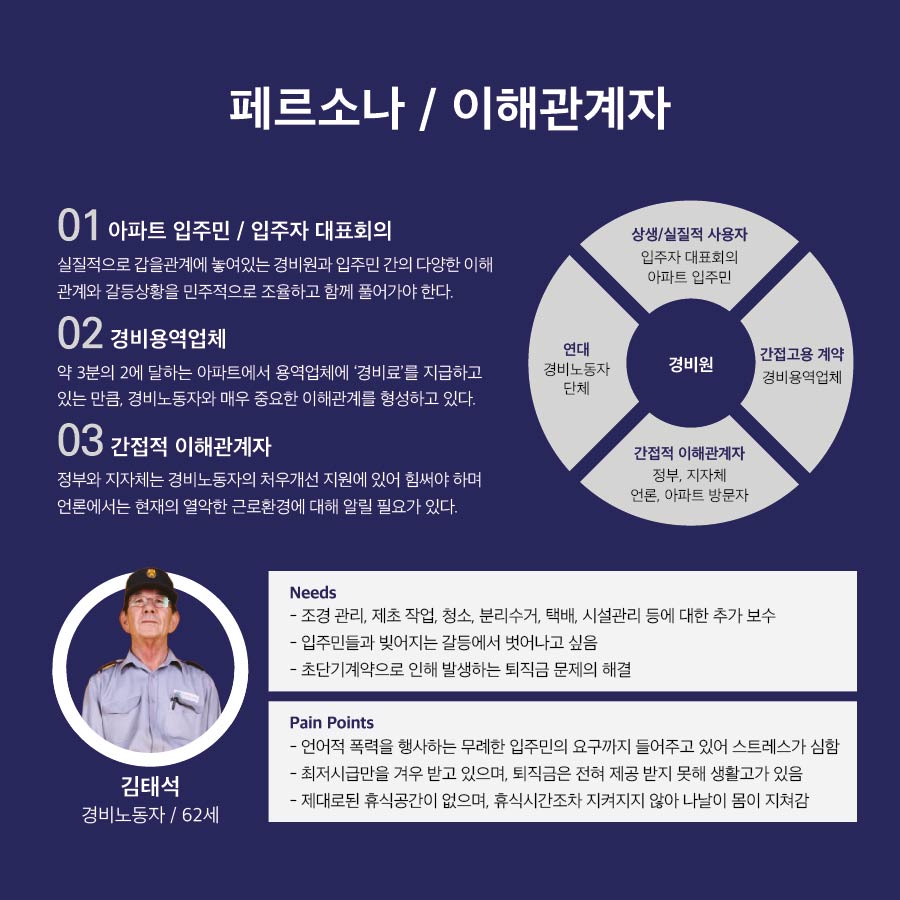 페르소나 / 이해관계자
01 아파트 입주민 / 입주자 대표회의
실질적으로 갑을관계에 놓여있는 경비원과 입주민 간의 다양한 이해
관계와 갈등상황을 민주적으로 조율하고 함께 풀어가야 한다.
02 경비용역업체
약 3분의 2에 달하는 아파트에서 용역업체에 ‘경비료’를 지급하고
있는 만큼, 경비노동자와 매우 중요한 이해관계를 형성하고 있다.
03 간접적 이해관계자
정부와 지자체는 경비노동자의 처우개선 지원에 있어 힘써야 하며
언론에서는 현재의 열악한 근로환경에 대해 알릴 필요가 있다.
상생/실질적 사용자
입주자 대표회의
아파트 입주민
연대
경비노동자
단체
경비원
간접고용 계약
경비용역업체
간접적 이해관계자
정부, 지자체
언론, 아파트 방문자
김태석
경비노동자 / 62세
Needs
- 조경 관리, 제초 작업, 청소, 분리수거, 택배, 시설관리 등에 대한 추가 보수
- 입주민들과 빚어지는 갈등에서 벗어나고 싶음
- 초단기계약으로 인해 발생하는 퇴직금 문제의 해결
Pain Points
- 언어적 폭력을 행사하는 무례한 입주민의 요구까지 들어주고 있어 스트레스가 심함
- 최저시급만을 겨우 받고 있으며, 퇴직금은 전혀 제공 받지 못해 생활고가 있음
- 제대로된 휴식공간이 없으며, 휴식시간조차 지켜지지 않아 나날이 몸이 지쳐감